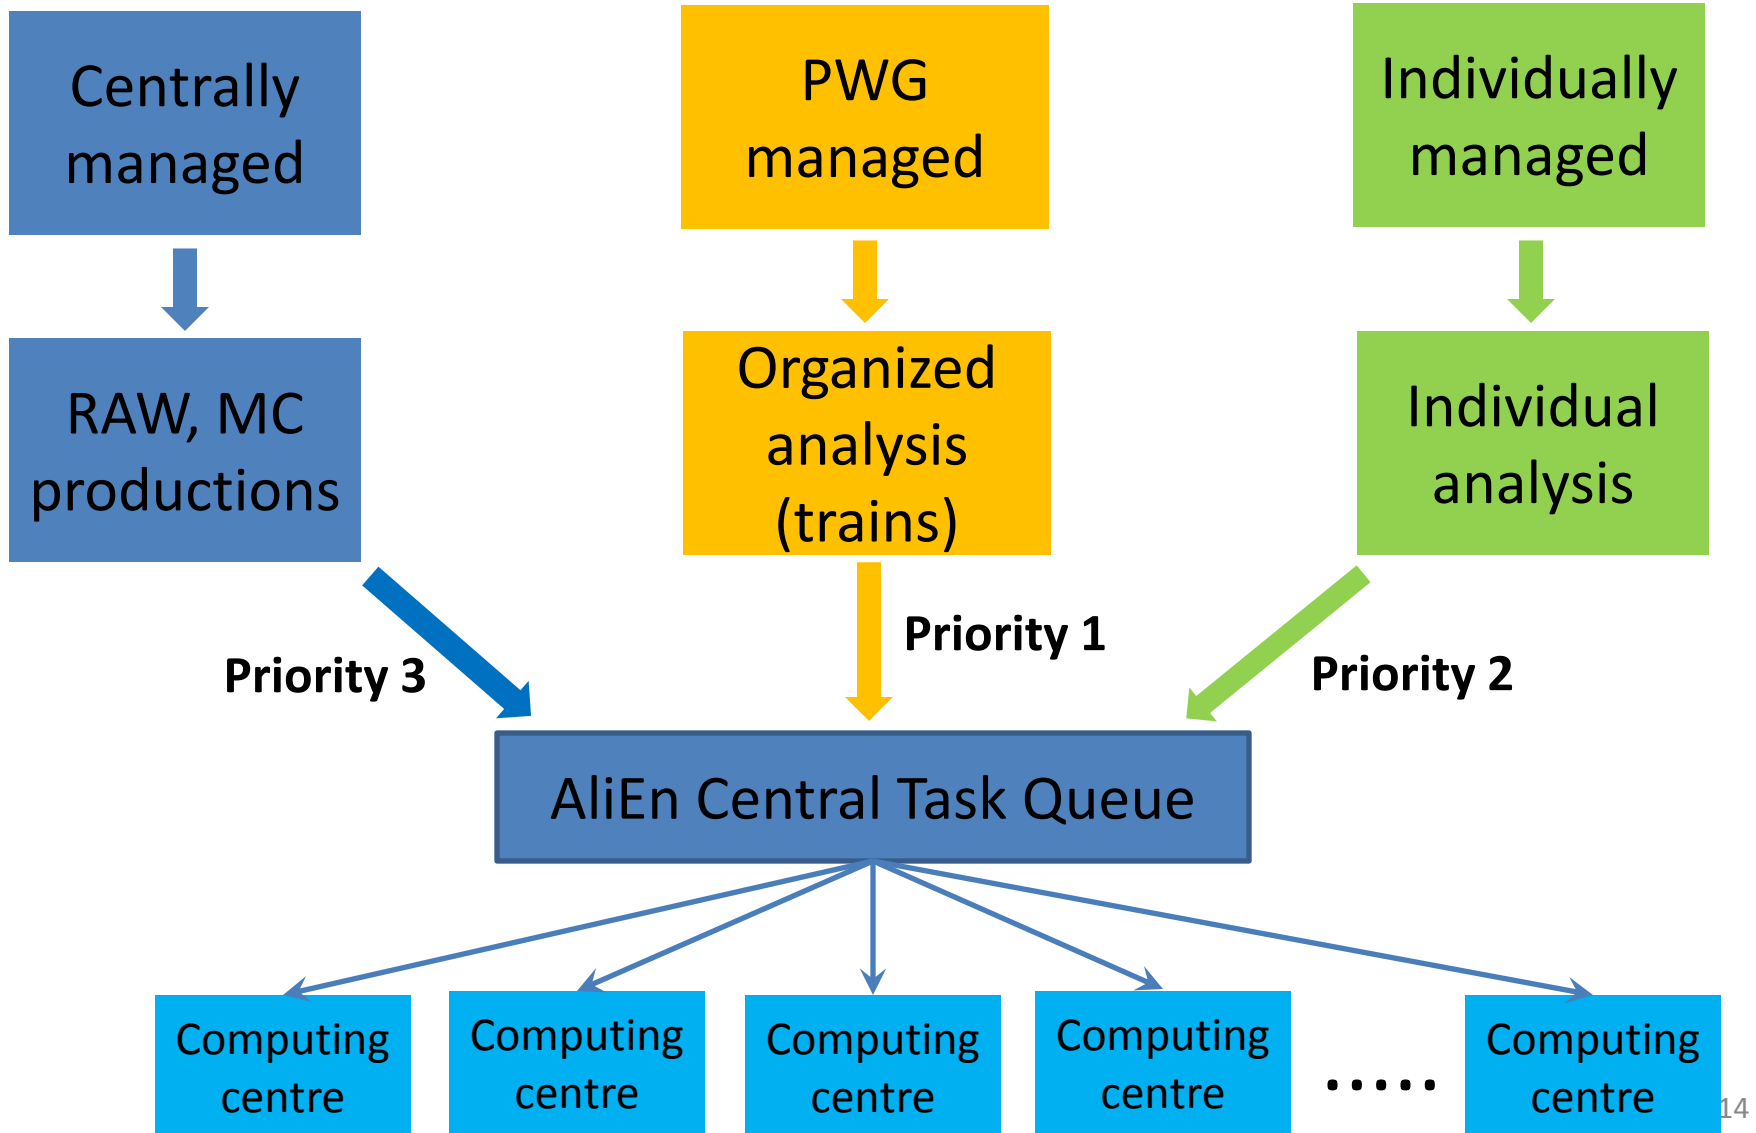 Centrally
managed
PWG
managed
Individually
managed
RAW, MC
productions
Organized
analysis
(trains)
Individual
analysis
Priority 3
Priority 1
Priority 2
AliEn Central Task Queue
Computing
centre
Computing
centre
Computing
centre
Computing
centre
.....
Computing
centre
14